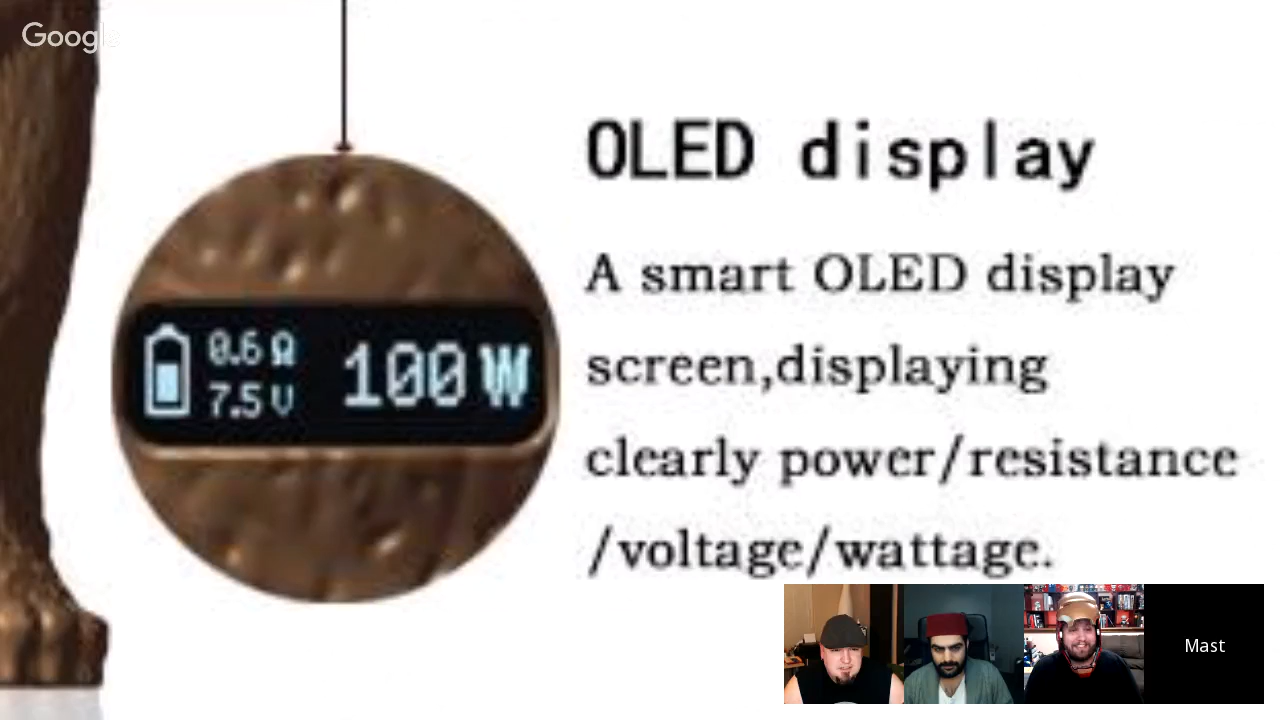 Google
OLED display
A smart OLED display
screen,displaying
clearly power/resistance
/voltage/wattage.
0.6 Ω
7.5 V
100 W
Mast